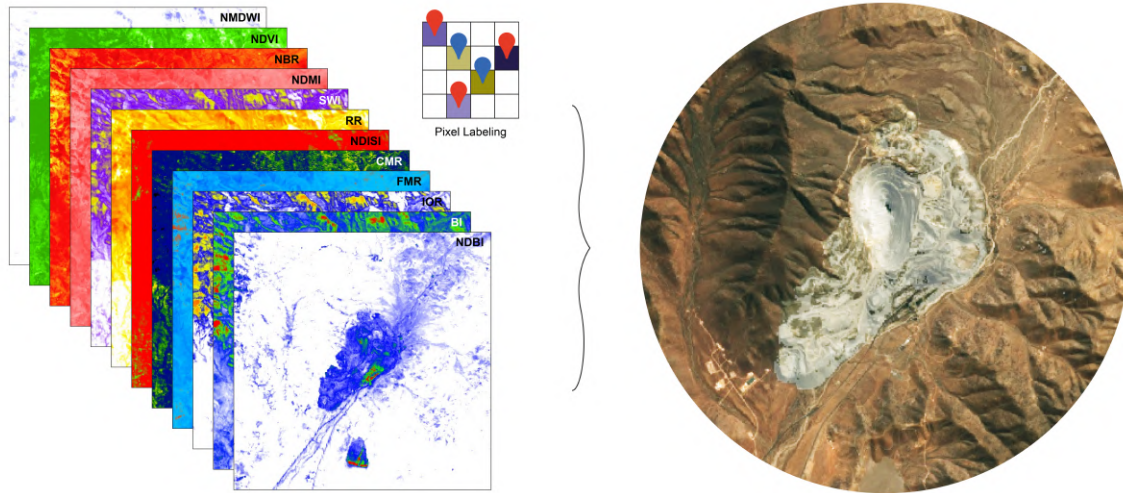 NMDWI
NDVI
NBR
NDMI
SWI
RR
NDISI
CMR
FMR
IOR
BI
NDBI
Pixel Labeling